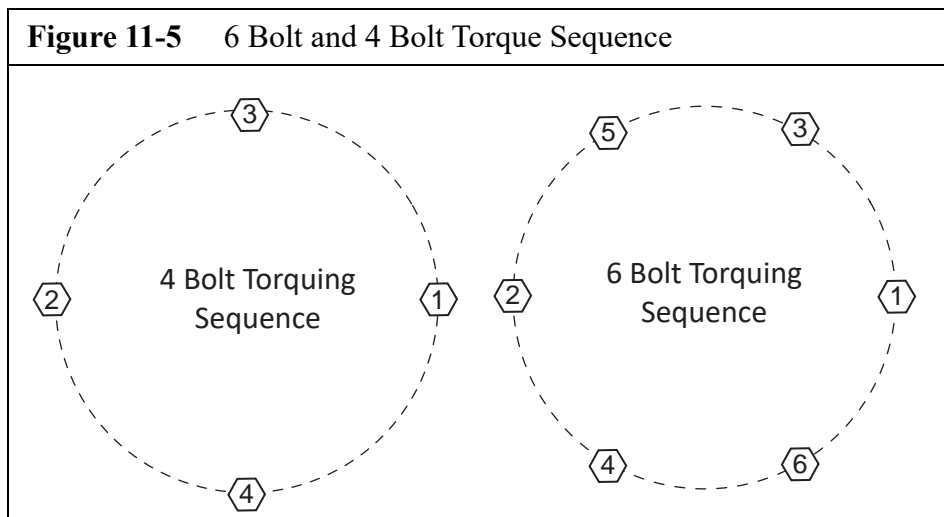 Figure 11-5 6 Bolt and 4 Bolt Torque Sequence
3
2
4 Bolt Torquing
Sequence
1
4
5
3
2
6 Bolt Torquing
Sequence
1
4
6